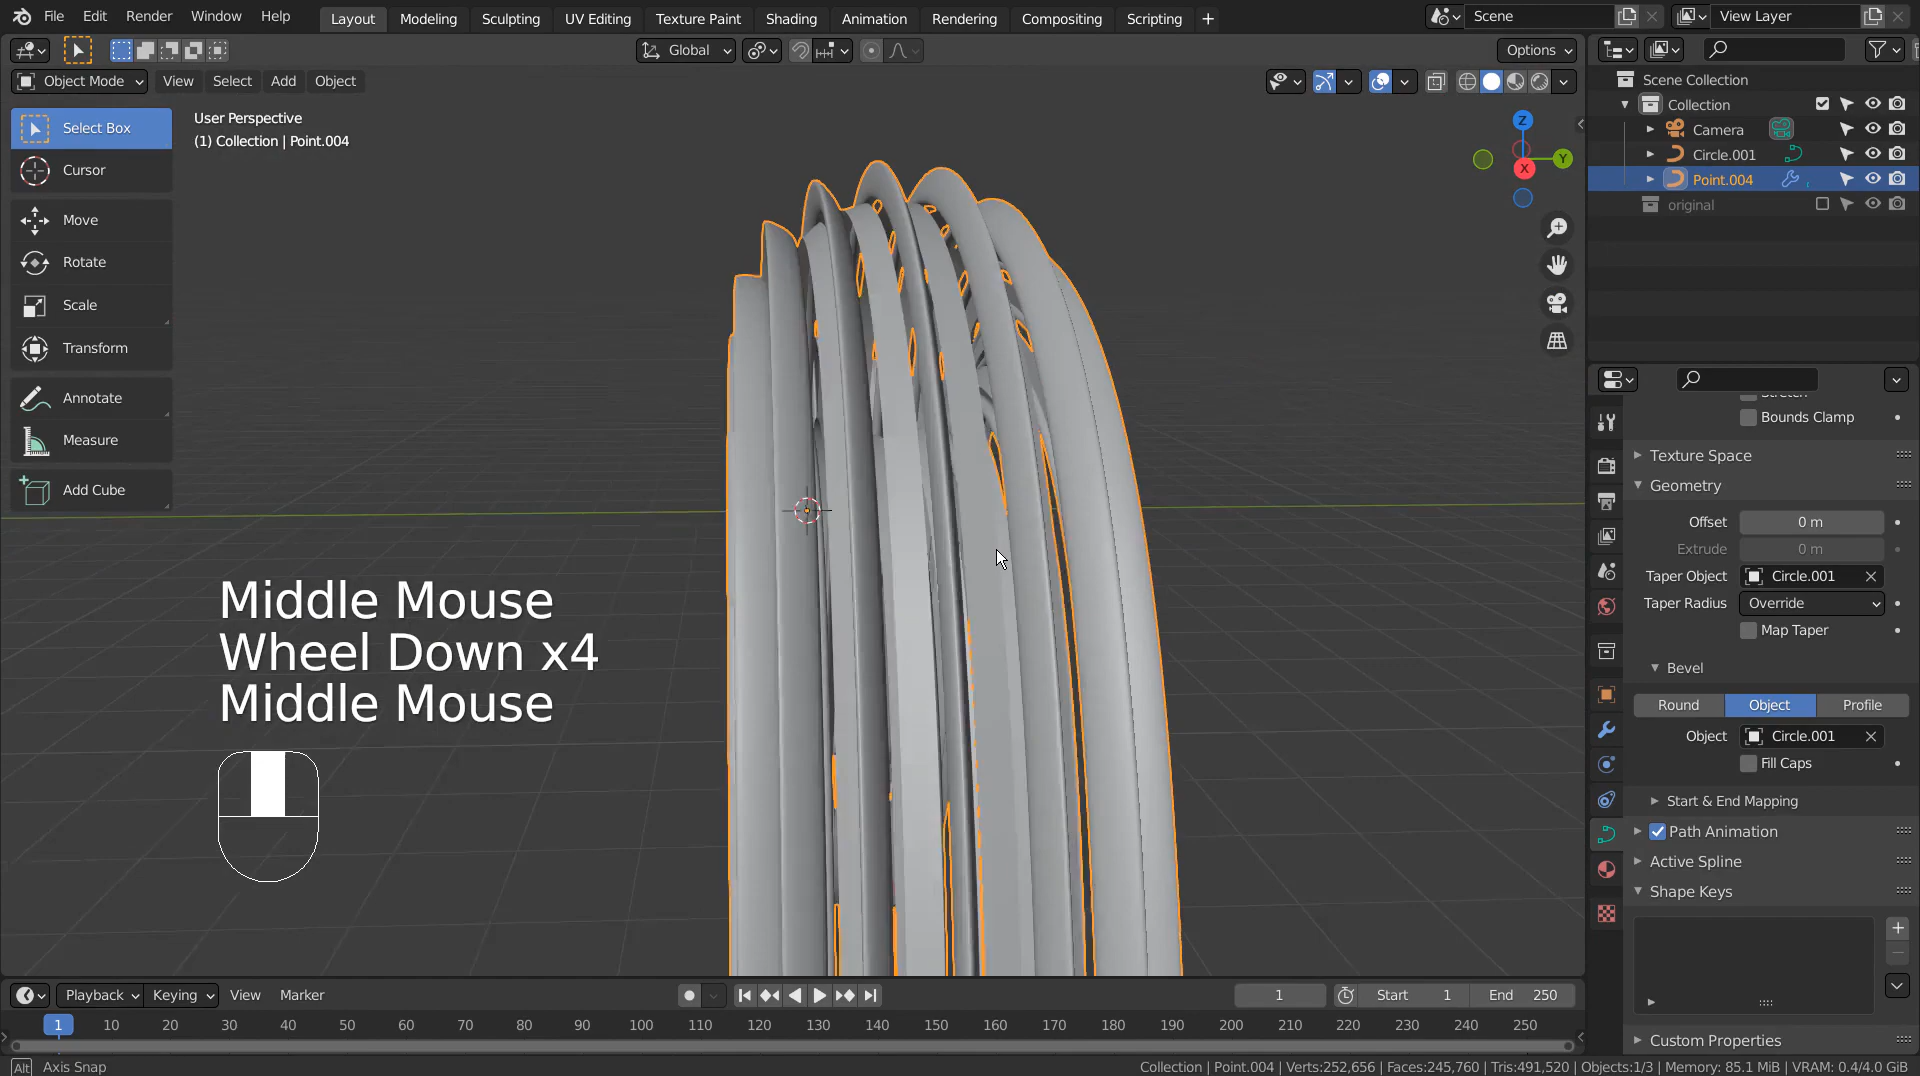 File Edit Render Window Help Layout Modeling Sculpting UV Editing Texture Paint Shading Animation Rendering Compositing Scripting + Scene View Layer
Global Options
Object Mode View Select Add Object
User Perspective
(1) Collection | Point.004
Select Box
Cursor
Move
Rotate
Scale
Transform
Annotate
Measure
Add Cube
Z
Y
X
Middle Mouse
Wheel Down x4
Middle Mouse
Scene Collection
Collection
Camera
Circle.001
Point.004
original
Bounds Clamp
Texture Space
Geometry
Offset 0 m
Extrude 0 m
Taper Object Circle.001
Taper Radius Override
Map Taper
Bevel
Round Object Profile
Object Circle.001
Fill Caps
Start & End Mapping
Path Animation
Active Spline
Shape Keys
Custom Properties
Playback Keying View Marker 1 Start 1 End 250
1 10 20 30 40 50 60 70 80 90 100 110 120 130 140 150 160 170 180 190 200 210 220 230 240 250
Alt Axis Snap
Collection | Point.004 | Verts:252,656 | Faces:245,760 | Tris:491,520 | Objects:1/3 | Memory: 85.1 MiB | VRAM: 0.4/4.0 GiB